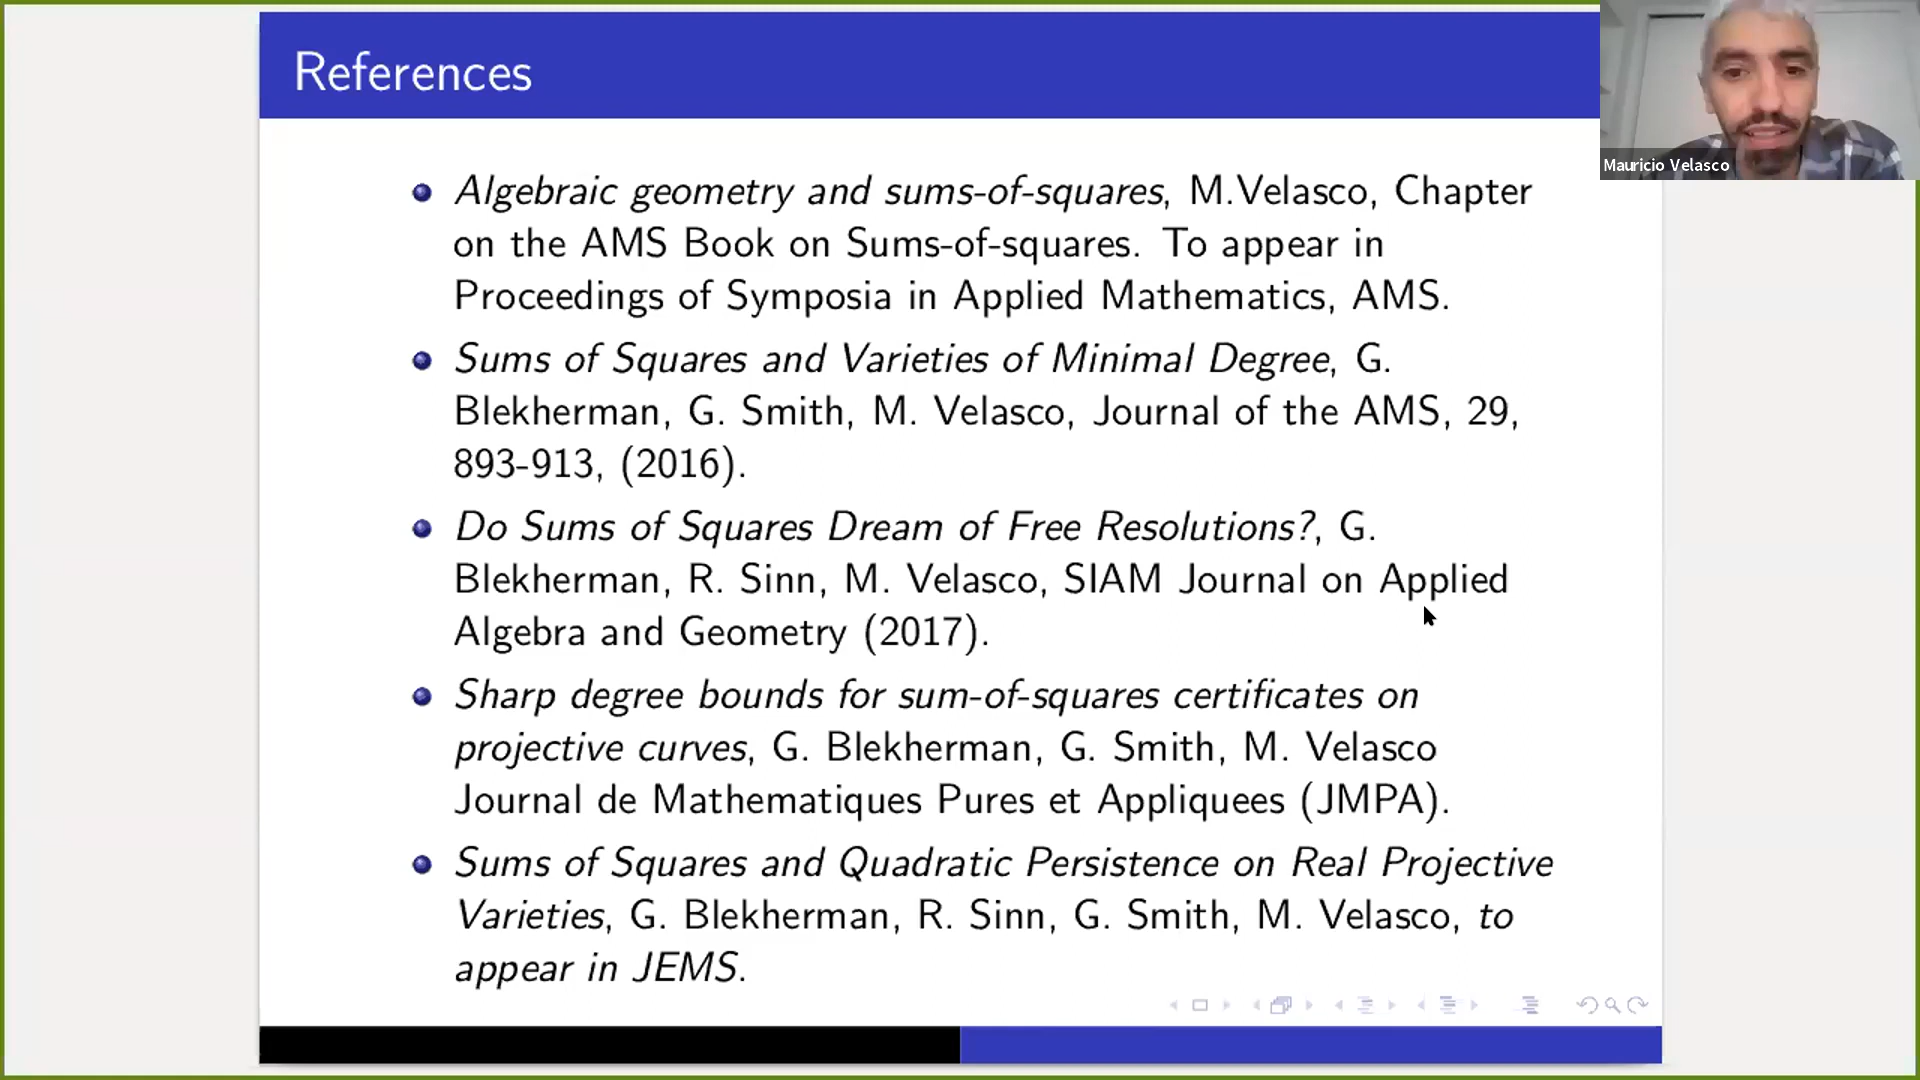 References
Mauricio Velasco
Algebraic geometry and sums-of-squares, M.Velasco, Chapter
on the AMS Book on Sums-of-squares. To appear in
Proceedings of Symposia in Applied Mathematics, AMS.
Sums of Squares and Varieties of Minimal Degree, G.
Blekherman, G. Smith, M. Velasco, Journal of the AMS, 29,
893-913, (2016).
Do Sums of Squares Dream of Free Resolutions?, G.
Blekherman, R. Sinn, M. Velasco, SIAM Journal on Applied
Algebra and Geometry (2017).
Sharp degree bounds for sum-of-squares certificates on
projective curves, G. Blekherman, G. Smith, M. Velasco
Journal de Mathematiques Pures et Appliquees (JMPA).
Sums of Squares and Quadratic Persistence on Real Projective
Varieties, G. Blekherman, R. Sinn, G. Smith, M. Velasco, to
appear in JEMS.